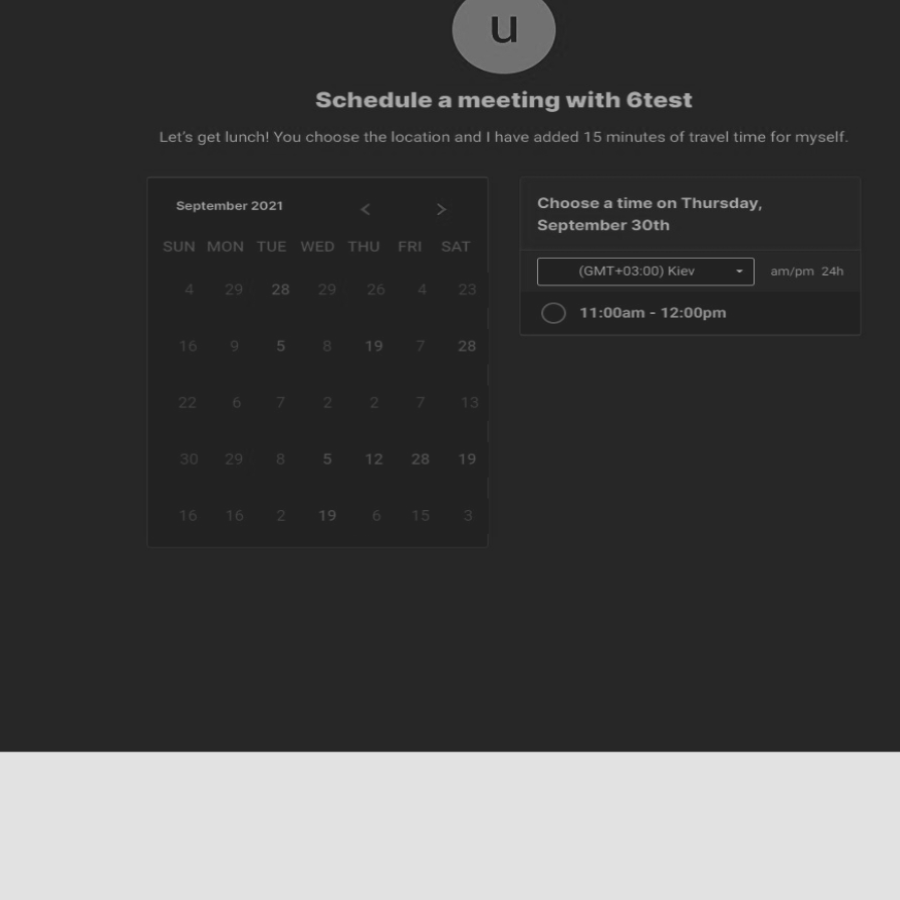 u
Schedule a meeting with 6test
Let's get lunch! You choose the location and I have added 15 minutes of travel time for myself.
September 2021 < >
SUN MON TUE WED THU FRI SAT
4 29 28 29 26 4 23
16 9 5 8 19 7 28
22 6 7 2 2 7 13
30 29 8 5 12 28 19
16 16 2 19 6 15 3
Choose a time on Thursday,
September 30th
(GMT+03:00) Kiev am/pm 24h
11:00am - 12:00pm